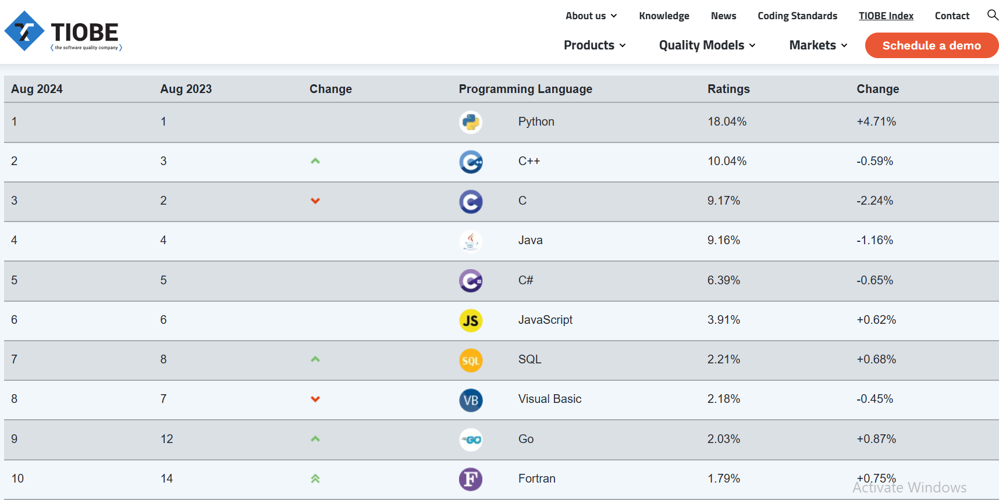 TIOBE
(the software quality company)
About us Knowledge News Coding Standards TIOBE Index Contact
Products Quality Models Markets Schedule a demo
Aug 2024 Aug 2023 Change Programming Language Ratings Change
1 1 Python 18.04% +4.71%
2 3 C++ 10.04% -0.59%
3 2 C 9.17% -2.24%
4 4 Java 9.16% -1.16%
5 5 C# 6.39% -0.65%
6 6 JS JavaScript 3.91% +0.62%
7 8 SQL SQL 2.21% +0.68%
8 7 VB Visual Basic 2.18% -0.45%
9 12 GO Go 2.03% +0.87%
10 14 F Fortran 1.79% +0.75%
Activate Windows